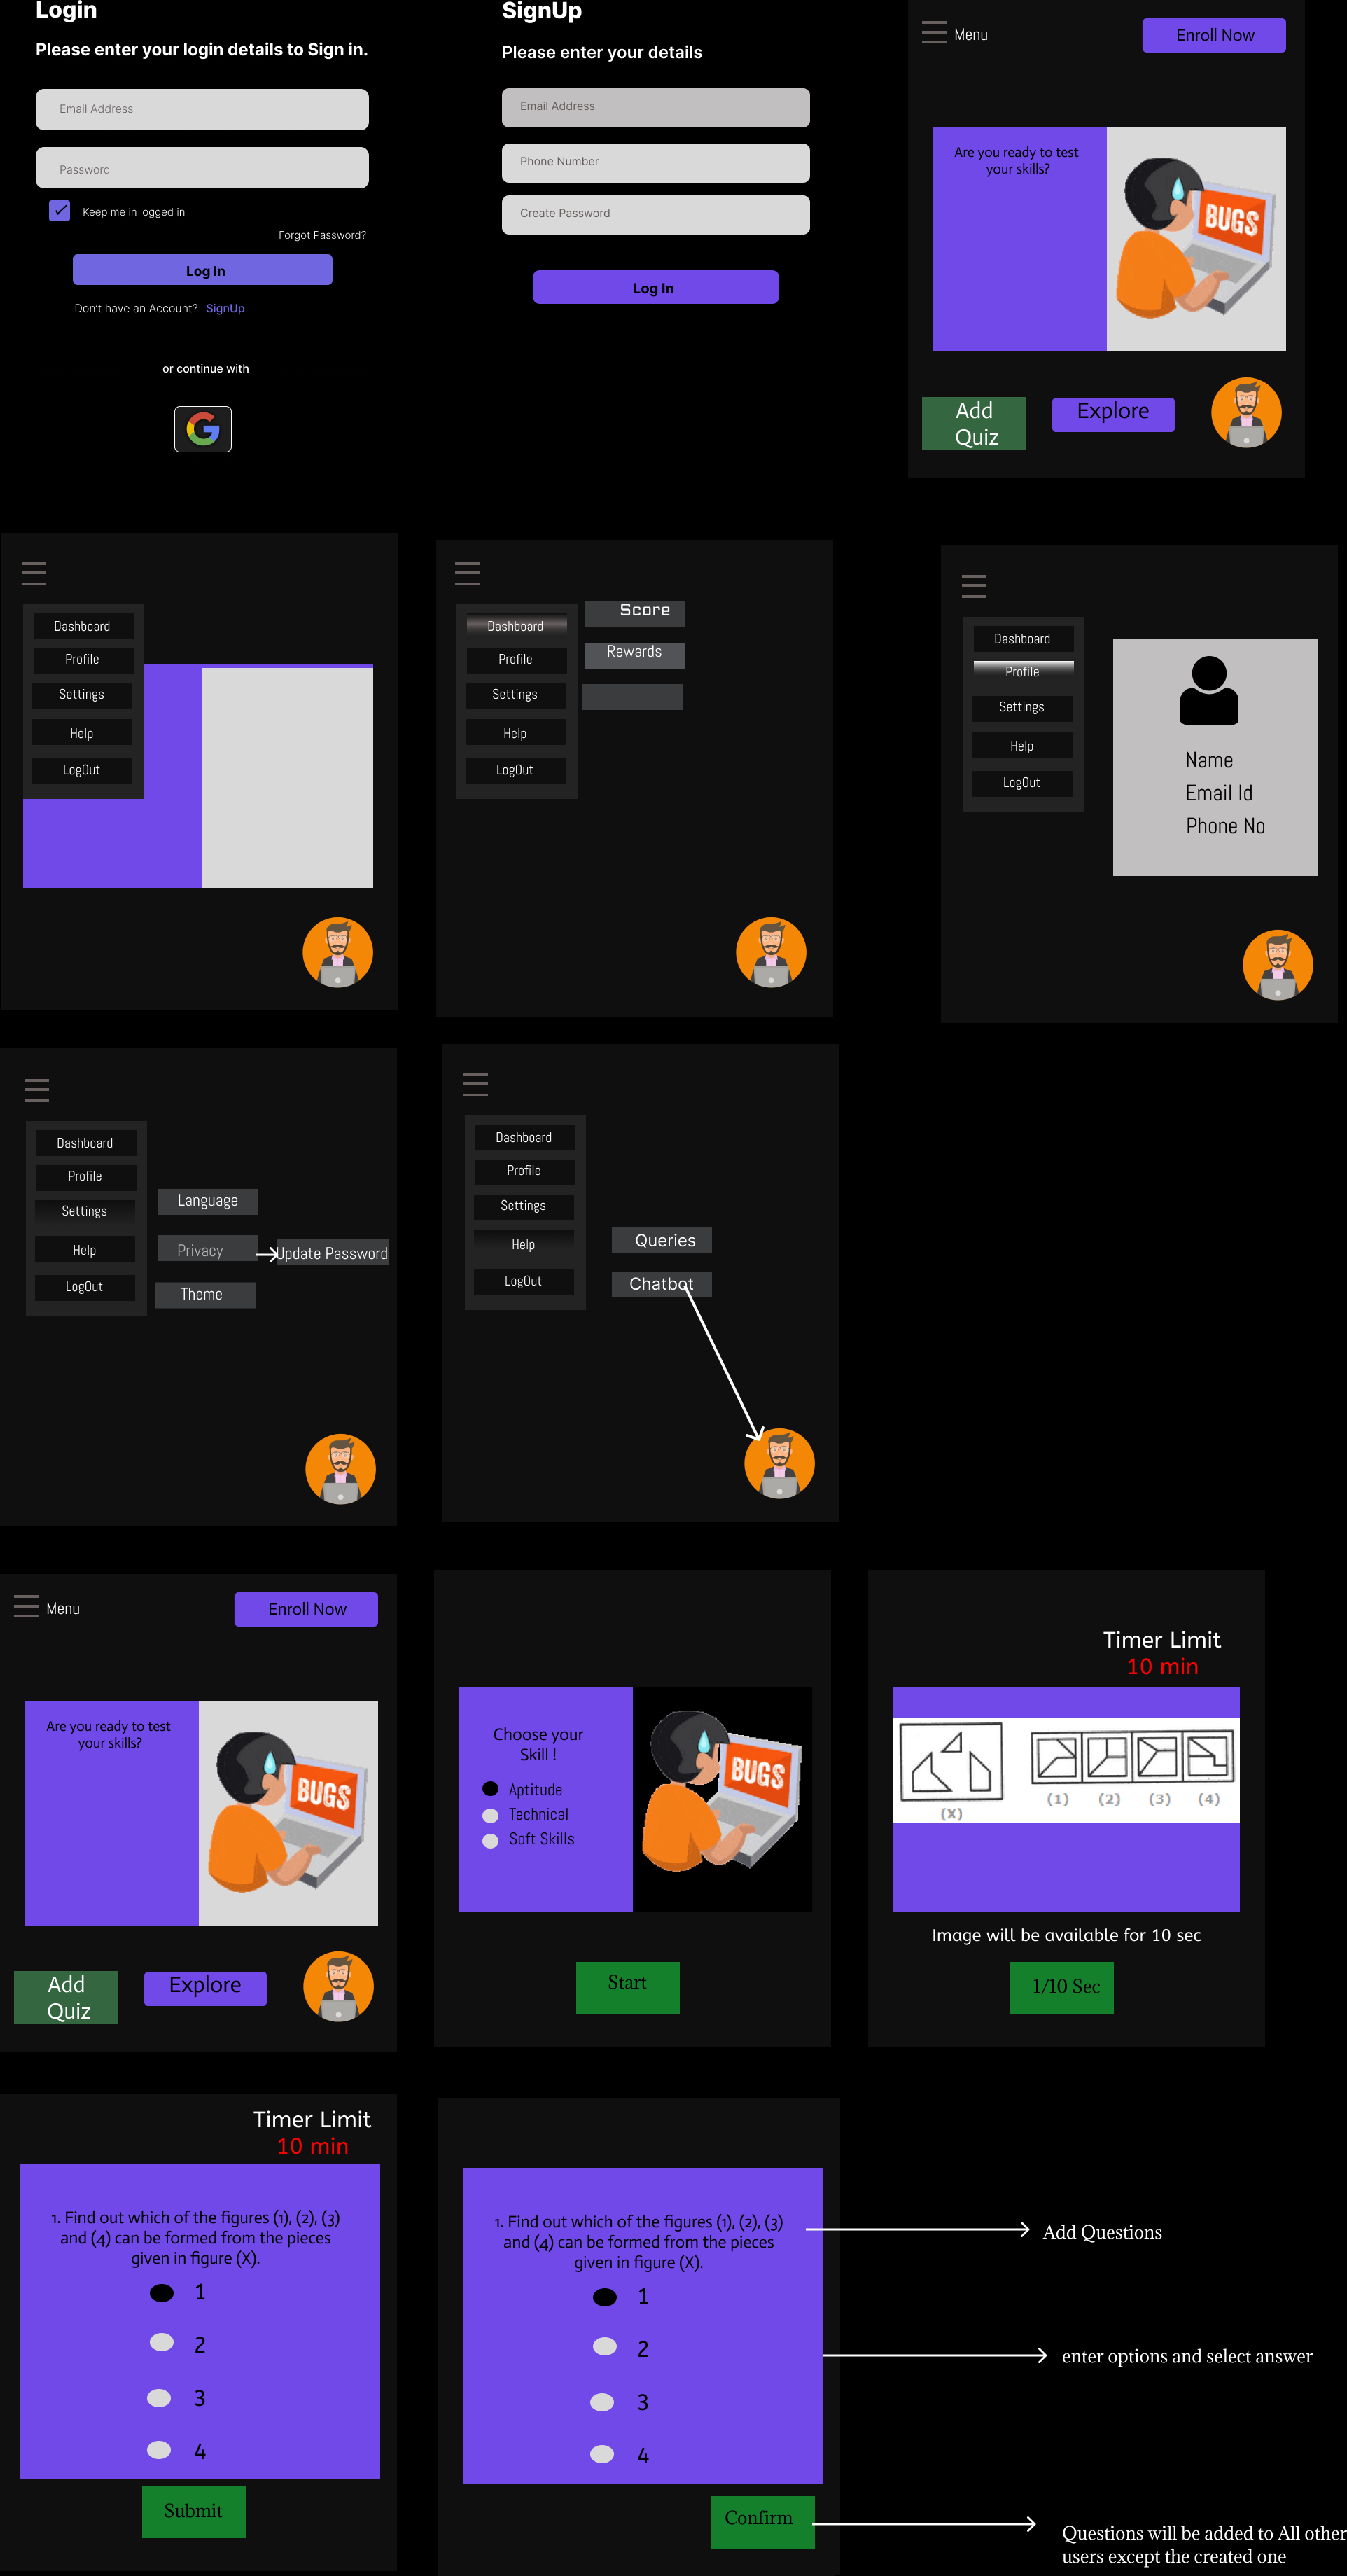 Login
Please enter your login details to Sign in.
Email Address
Password
Keep me in logged in
Forgot Password?
Log In
Don't have an Account? SignUp
or continue with
G
SignUp
Please enter your details
Email Address
Phone Number
Create Password
Log In
Menu
Enroll Now
Are you ready to test
your skills?
BUGS
Add
Quiz
Explore
Dashboard
Profile
Settings
Help
LogOut
Dashboard
Profile
Settings
Help
LogOut
Score
Rewards
Dashboard
Profile
Settings
Help
LogOut
Name
Email Id
Phone No
Dashboard
Profile
Settings
Help
LogOut
Language
Privacy
Update Password
Theme
Dashboard
Profile
Settings
Help
LogOut
Queries
Chatbot
Menu
Enroll Now
Are you ready to test
your skills?
BUGS
Add
Quiz
Explore
Choose your
Skill !
Aptitude
Technical
Soft Skills
BUGS
Start
Timer Limit
10 min
(X)
(1) (2) (3) (4)
Image will be available for 10 sec
1/10 Sec
Timer Limit
10 min
1. Find out which of the figures (1), (2), (3)
and (4) can be formed from the pieces
given in figure (X).
1
2
3
4
Submit
1. Find out which of the figures (1), (2), (3)
and (4) can be formed from the pieces
given in figure (X).
1
2
3
4
Confirm
Add Questions
enter options and select answer
Questions will be added to All other
users except the created one